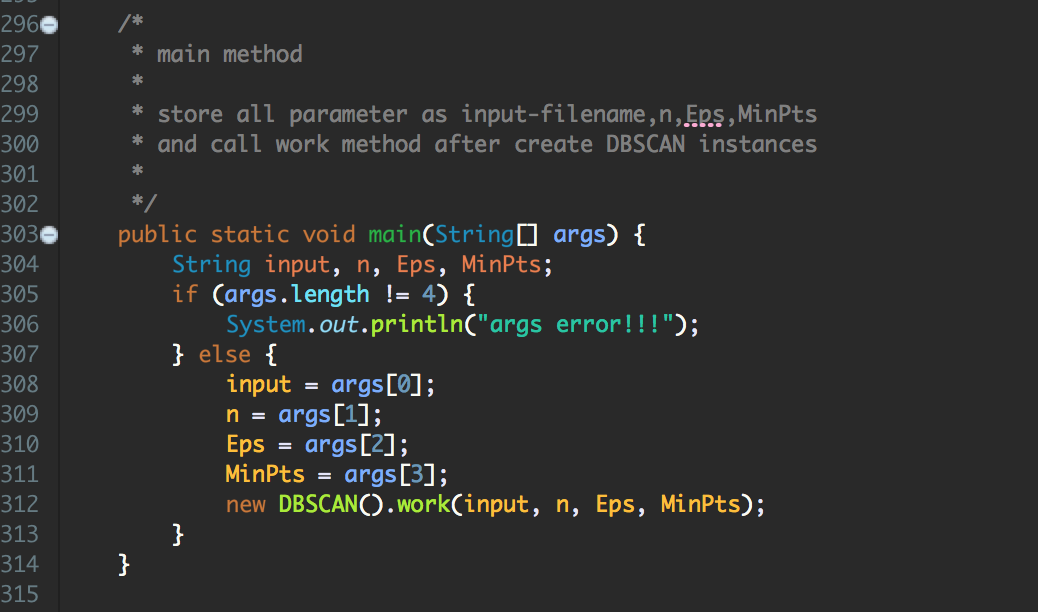 296 /*
297 * main method
298 *
299 * store all parameter as input-filename,n,Eps,MinPts
300 * and call work method after create DBSCAN instances
301 *
302 */
303 public static void main(String[] args) {
304 String input, n, Eps, MinPts;
305 if (args.length != 4) {
306 System.out.println("args error!!!");
307 } else {
308 input = args[0];
309 n = args[1];
310 Eps = args[2];
311 MinPts = args[3];
312 new DBSCAN().work(input, n, Eps, MinPts);
313 }
314 }
315